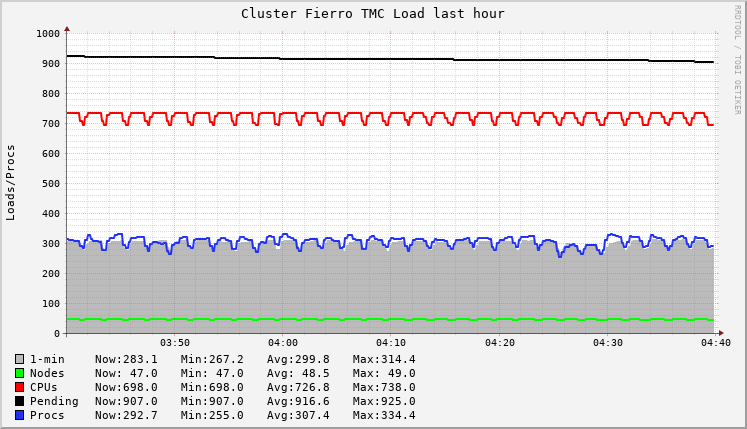 Cluster Fierro TMC Load last hour
RRDTOOL / TOBI OETIKER
Loads/Procs
1000
900
800
700
600
500
400
300
200
100
0
03:50 04:00 04:10 04:20 04:30 04:40
1-min Now:283.1 Min:267.2 Avg:299.8 Max:314.4
Nodes Now: 47.0 Min: 47.0 Avg: 48.5 Max: 49.0
CPUs Now:698.0 Min:698.0 Avg:726.8 Max:738.0
Pending Now:907.0 Min:907.0 Avg:916.6 Max:925.0
Procs Now:292.7 Min:255.0 Avg:307.4 Max:334.4